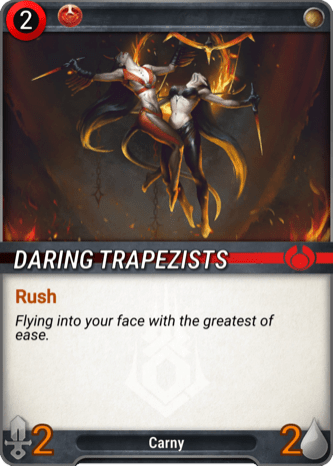 2
DARING TRAPEZISTS
Rush
Flying into your face with the greatest of
ease.
2
Carny
2